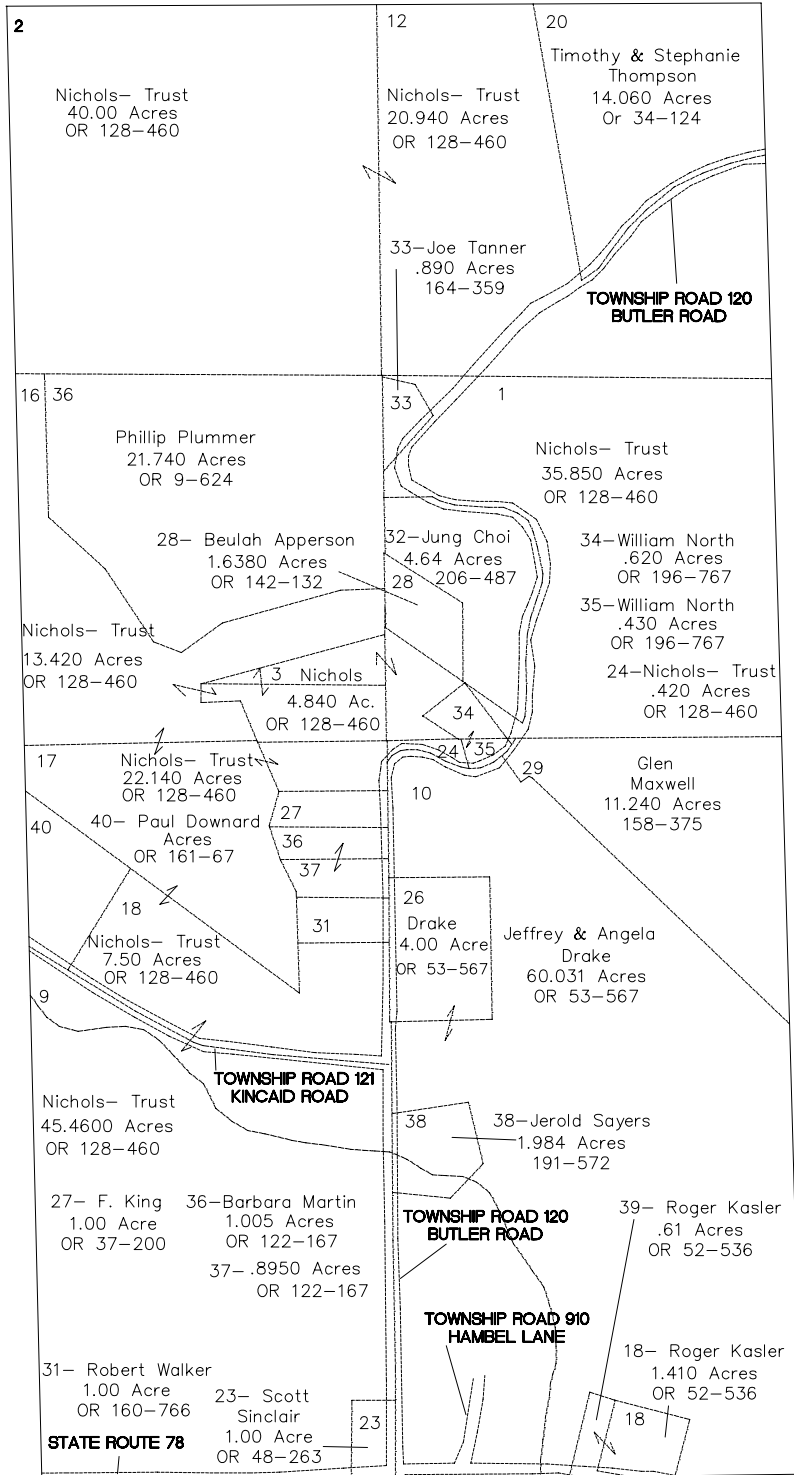 2
12
20
Nichols– Trust
40.00 Acres
OR 128–460
Nichols– Trust
20.940 Acres
OR 128–460
Timothy & Stephanie
Thompson
14.060 Acres
Or 34–124
33–Joe Tanner
.890 Acres
164–359
TOWNSHIP ROAD 120
BUTLER ROAD
16
36
33
1
Phillip Plummer
21.740 Acres
OR 9–624
Nichols– Trust
35.850 Acres
OR 128–460
28– Beulah Apperson
1.6380 Acres
OR 142–132
32–Jung Choi
4.64 Acres
206–487
28
34–William North
.620 Acres
OR 196–767
35–William North
.430 Acres
OR 196–767
24–Nichols– Trust
.420 Acres
OR 128–460
Nichols– Trust
13.420 Acres
OR 128–460
3
Nichols
4.840 Ac.
OR 128–460
34
24
35
17
Nichols– Trust
22.140 Acres
OR 128–460
29
Glen
Maxwell
11.240 Acres
158–375
10
40
40– Paul Downard
Acres
OR 161–67
27
36
37
18
31
26
Drake
4.00 Acre
OR 53–567
Jeffrey & Angela
Drake
60.031 Acres
OR 53–567
Nichols– Trust
7.50 Acres
OR 128–460
9
TOWNSHIP ROAD 121
KINCAID ROAD
Nichols– Trust
45.4600 Acres
OR 128–460
38
38–Jerold Sayers
1.984 Acres
191–572
27– F. King
1.00 Acre
OR 37–200
36–Barbara Martin
1.005 Acres
OR 122–167
37– .8950 Acres
OR 122–167
TOWNSHIP ROAD 120
BUTLER ROAD
39– Roger Kasler
.61 Acres
OR 52–536
TOWNSHIP ROAD 910
HAMBEL LANE
18– Roger Kasler
1.410 Acres
OR 52–536
31– Robert Walker
1.00 Acre
OR 160–766
23– Scott
Sinclair
1.00 Acre
OR 48–263
23
18
STATE ROUTE 78